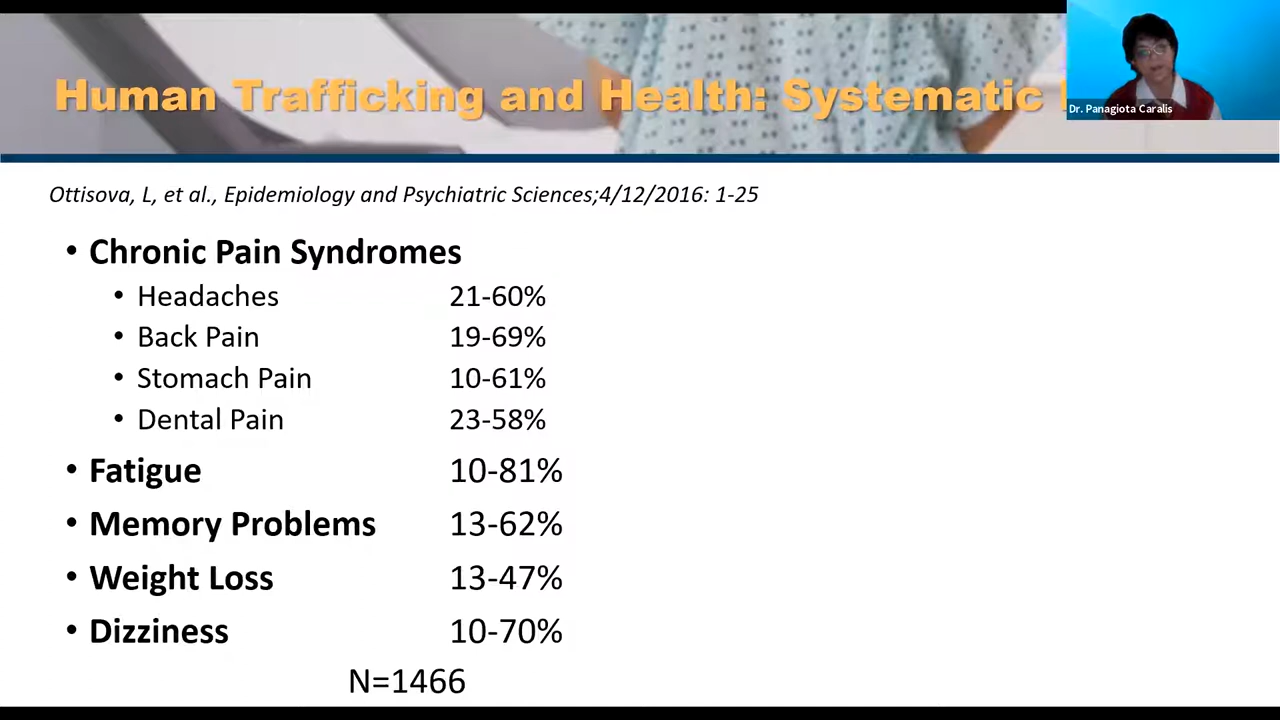 Human Trafficking and Health: Systematic
Dr. Panagiota Caralis
Ottisova, L, et al., Epidemiology and Psychiatric Sciences;4/12/2016: 1-25
• Chronic Pain Syndromes
• Headaches 21-60%
• Back Pain 19-69%
• Stomach Pain 10-61%
• Dental Pain 23-58%
• Fatigue 10-81%
• Memory Problems 13-62%
• Weight Loss 13-47%
• Dizziness 10-70%
N=1466